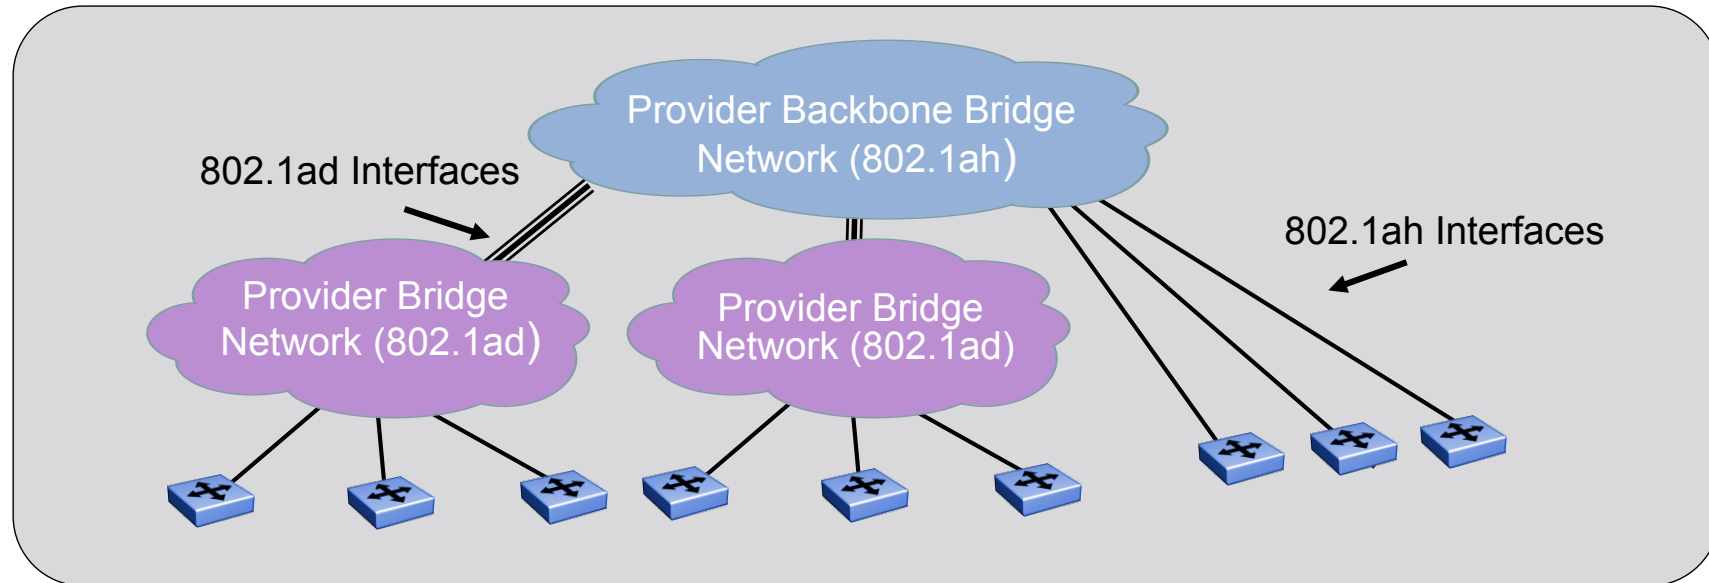 Provider Backbone Bridge
Network (802.1ah)
802.1ad Interfaces
802.1ah Interfaces
Provider Bridge
Network (802.1ad)
Provider Bridge
Network (802.1ad)